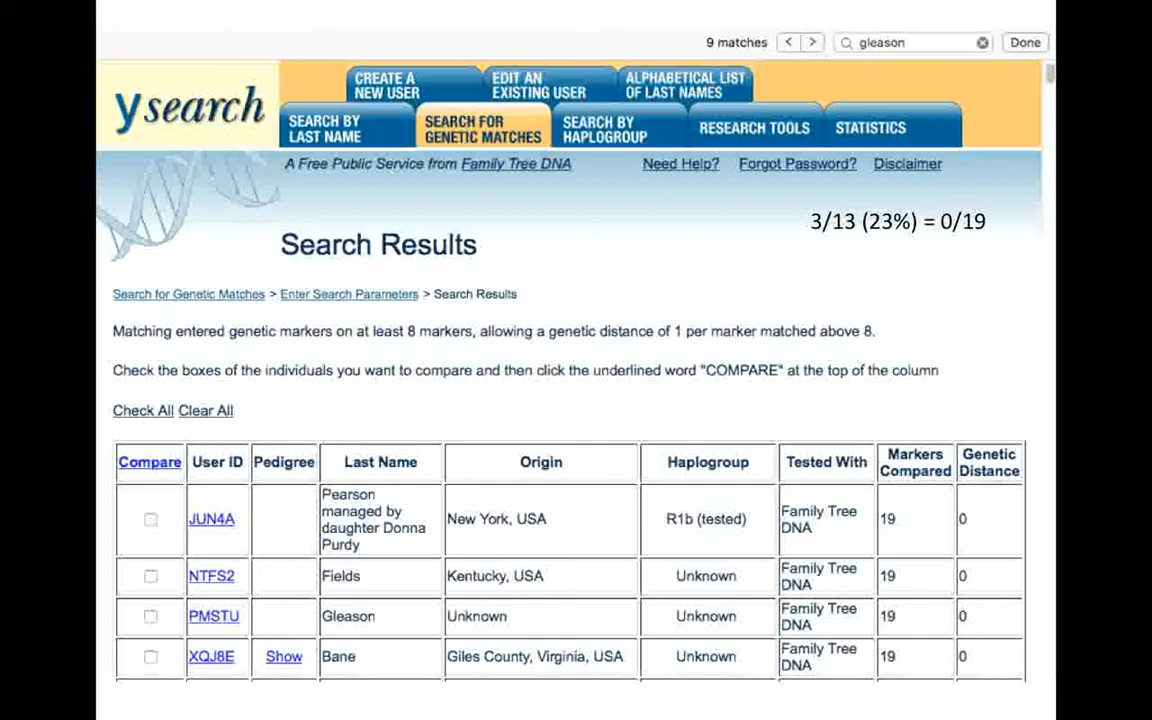 9 matches < > gleason Done
CREATE A NEW USER
EDIT AN EXISTING USER
ALPHABETICAL LIST OF LAST NAMES
ysearch
SEARCH BY LAST NAME
SEARCH FOR GENETIC MATCHES
SEARCH BY HAPLOGROUP
RESEARCH TOOLS
STATISTICS
A Free Public Service from Family Tree DNA
Need Help? Forgot Password? Disclaimer
3/13 (23%) = 0/19
Search Results
Search for Genetic Matches > Enter Search Parameters > Search Results
Matching entered genetic markers on at least 8 markers, allowing a genetic distance of 1 per marker matched above 8.
Check the boxes of the individuals you want to compare and then click the underlined word "COMPARE" at the top of the column
Check All Clear All
Compare User ID Pedigree Last Name Origin Haplogroup Tested With Markers Compared Genetic Distance
JUN4A Pearson managed by daughter Donna Purdy New York, USA R1b (tested) Family Tree DNA 19 0
NTFS2 Fields Kentucky, USA Unknown Family Tree DNA 19 0
PMSTU Gleason Unknown Unknown Family Tree DNA 19 0
XQJ8E Show Bane Giles County, Virginia, USA Unknown Family Tree DNA 19 0